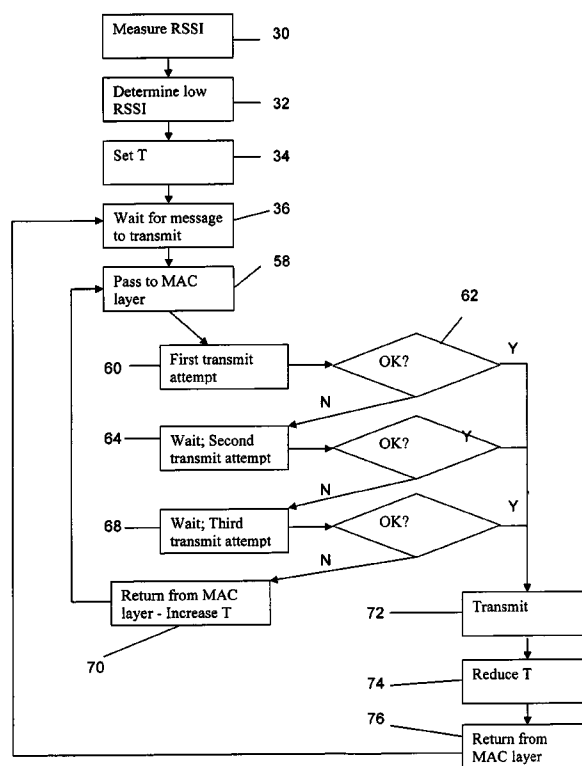 Measure RSSI
30
Determine low
RSSI
32
Set T
34
Wait for message
to transmit
36
Pass to MAC
layer
58
62
60
First transmit
attempt
OK?
Y
N
64
Wait; Second
transmit attempt
OK?
Y
N
68
Wait; Third
transmit attempt
OK?
Y
N
Return from MAC
layer - Increase T
70
72
Transmit
74
Reduce T
76
Return from
MAC layer